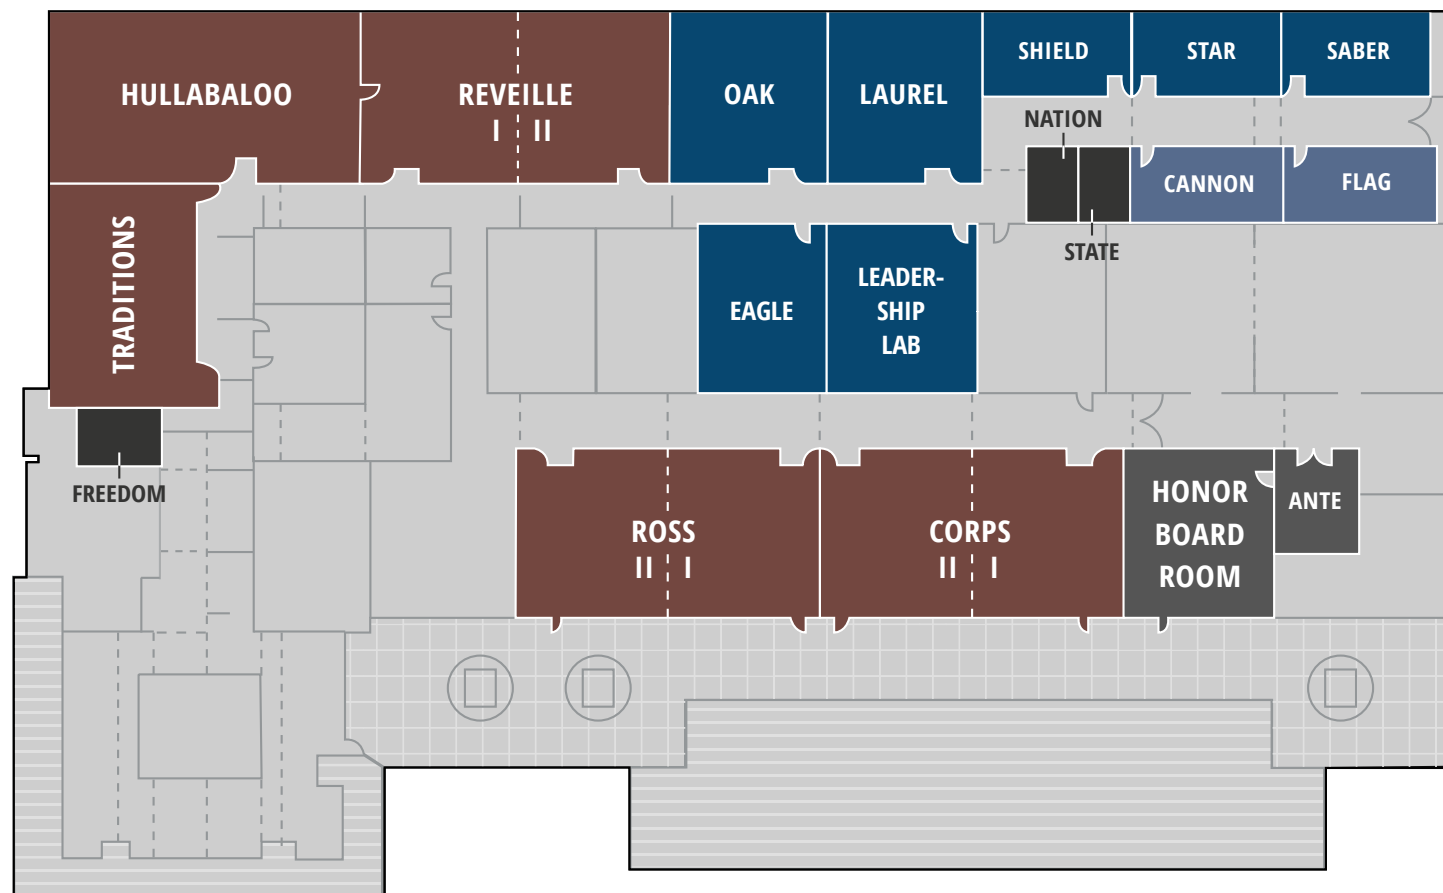 HULLABALOO
REVEILLE
I II
OAK
LAUREL
SHIELD
STAR
SABER
NATION
CANNON
FLAG
STATE
TRADITIONS
EAGLE
LEADER-
SHIP
LAB
FREEDOM
ROSS
II I
CORPS
II I
HONOR
BOARD
ROOM
ANTE